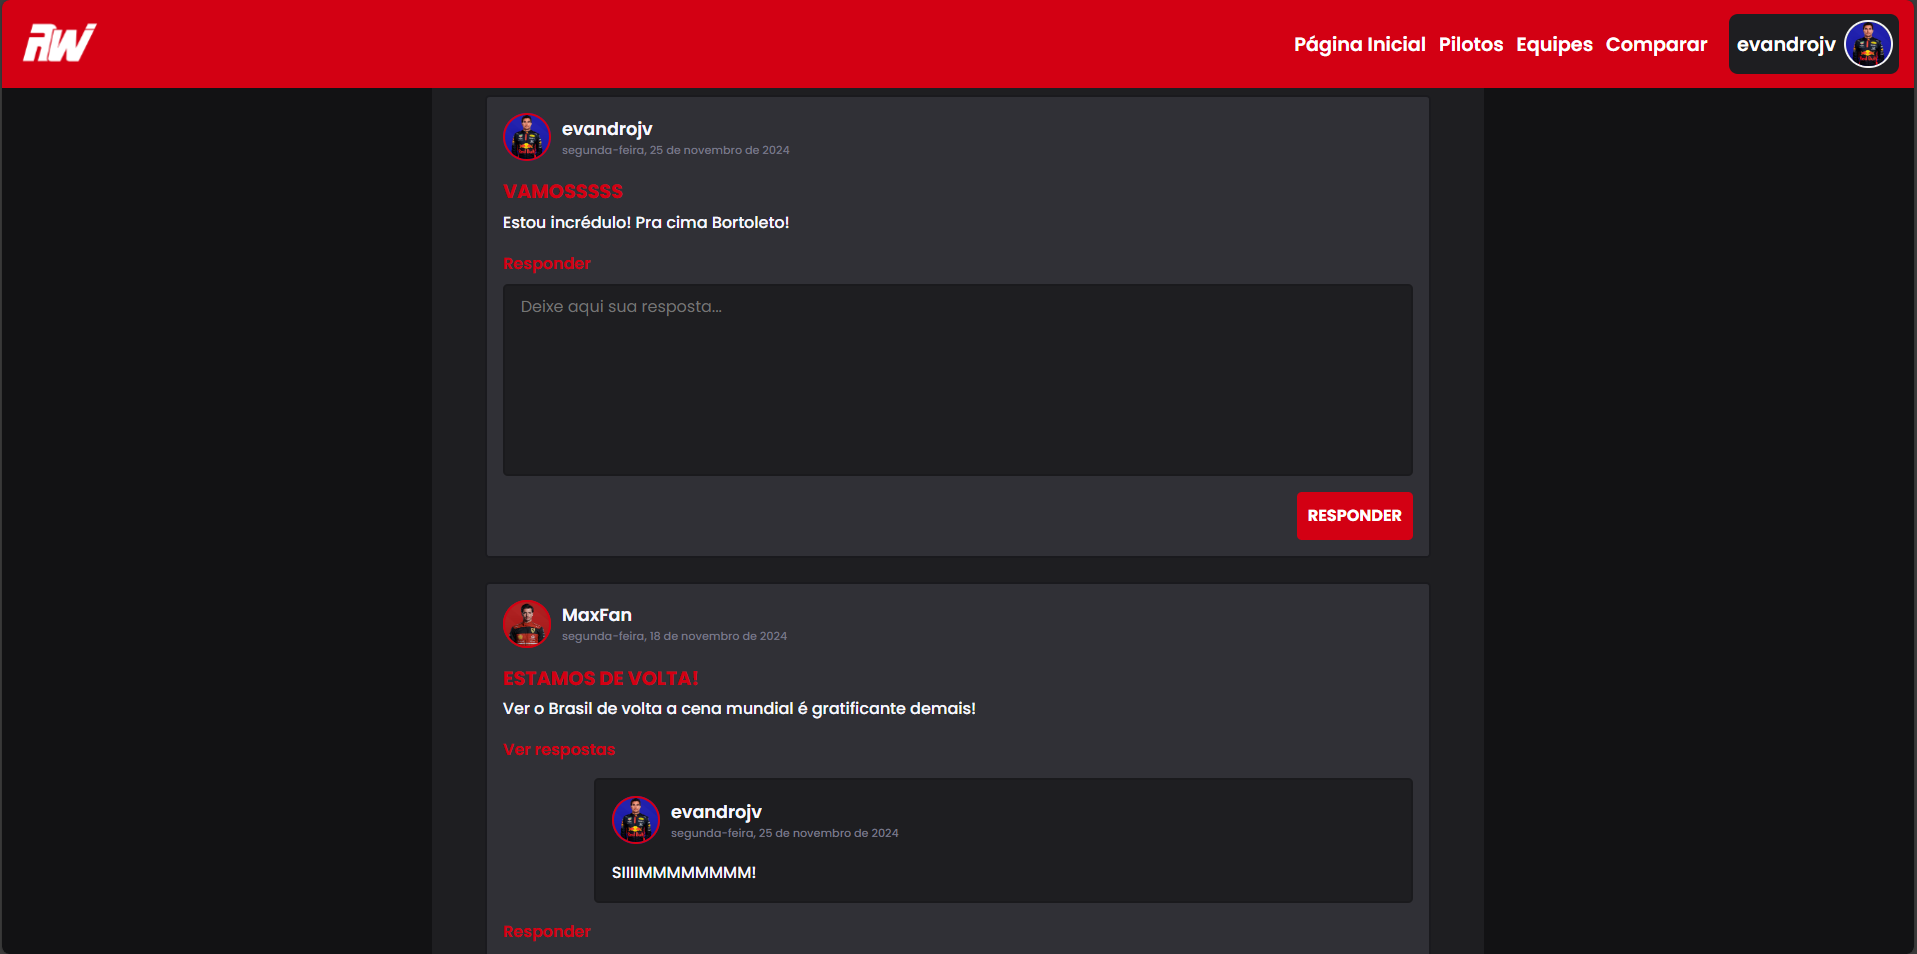 RW
Página Inicial Pilotos Equipes Comparar evandrojv
evandrojv
segunda-feira, 25 de novembro de 2024
VAMOSSSSS
Estou incrédulo! Pra cima Bortoleto!
Responder
Deixe aqui sua resposta...
RESPONDER
MaxFan
segunda-feira, 18 de novembro de 2024
ESTAMOS DE VOLTA!
Ver o Brasil de volta a cena mundial é gratificante demais!
Ver respostas
evandrojv
segunda-feira, 25 de novembro de 2024
SIIIIMMMMMMMM!
Responder